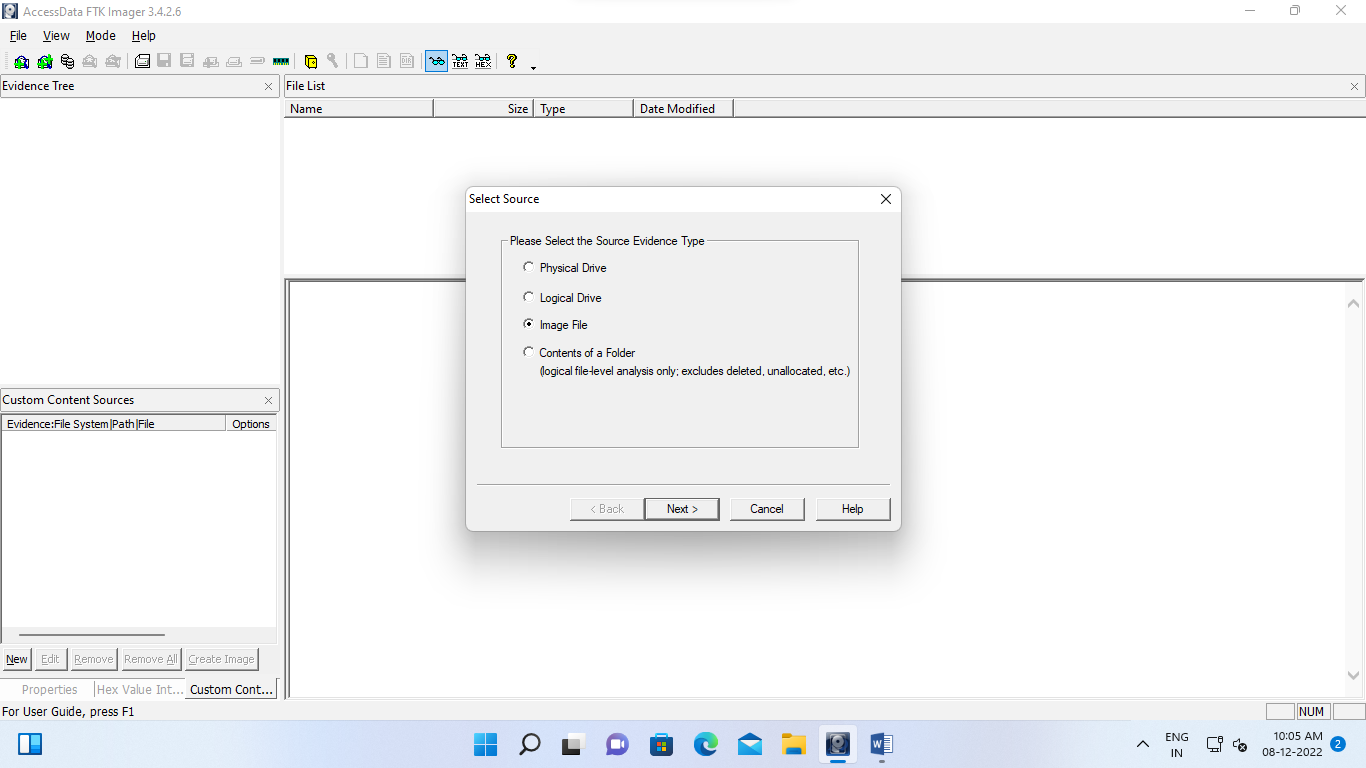 AccessData FTK Imager 3.4.2.6
File View Mode Help
TEXT HEX ?
Evidence Tree
File List
Name Size Type Date Modified
Select Source
Please Select the Source Evidence Type
Physical Drive
Logical Drive
Image File
Contents of a Folder
(logical file-level analysis only; excludes deleted, unallocated, etc.)
< Back Next > Cancel Help
Custom Content Sources
Evidence:File System|Path|File Options
New Edit Remove Remove All Create Image
Properties Hex Value Int... Custom Cont...
For User Guide, press F1
NUM
ENG
IN
10:05 AM
08-12-2022
2